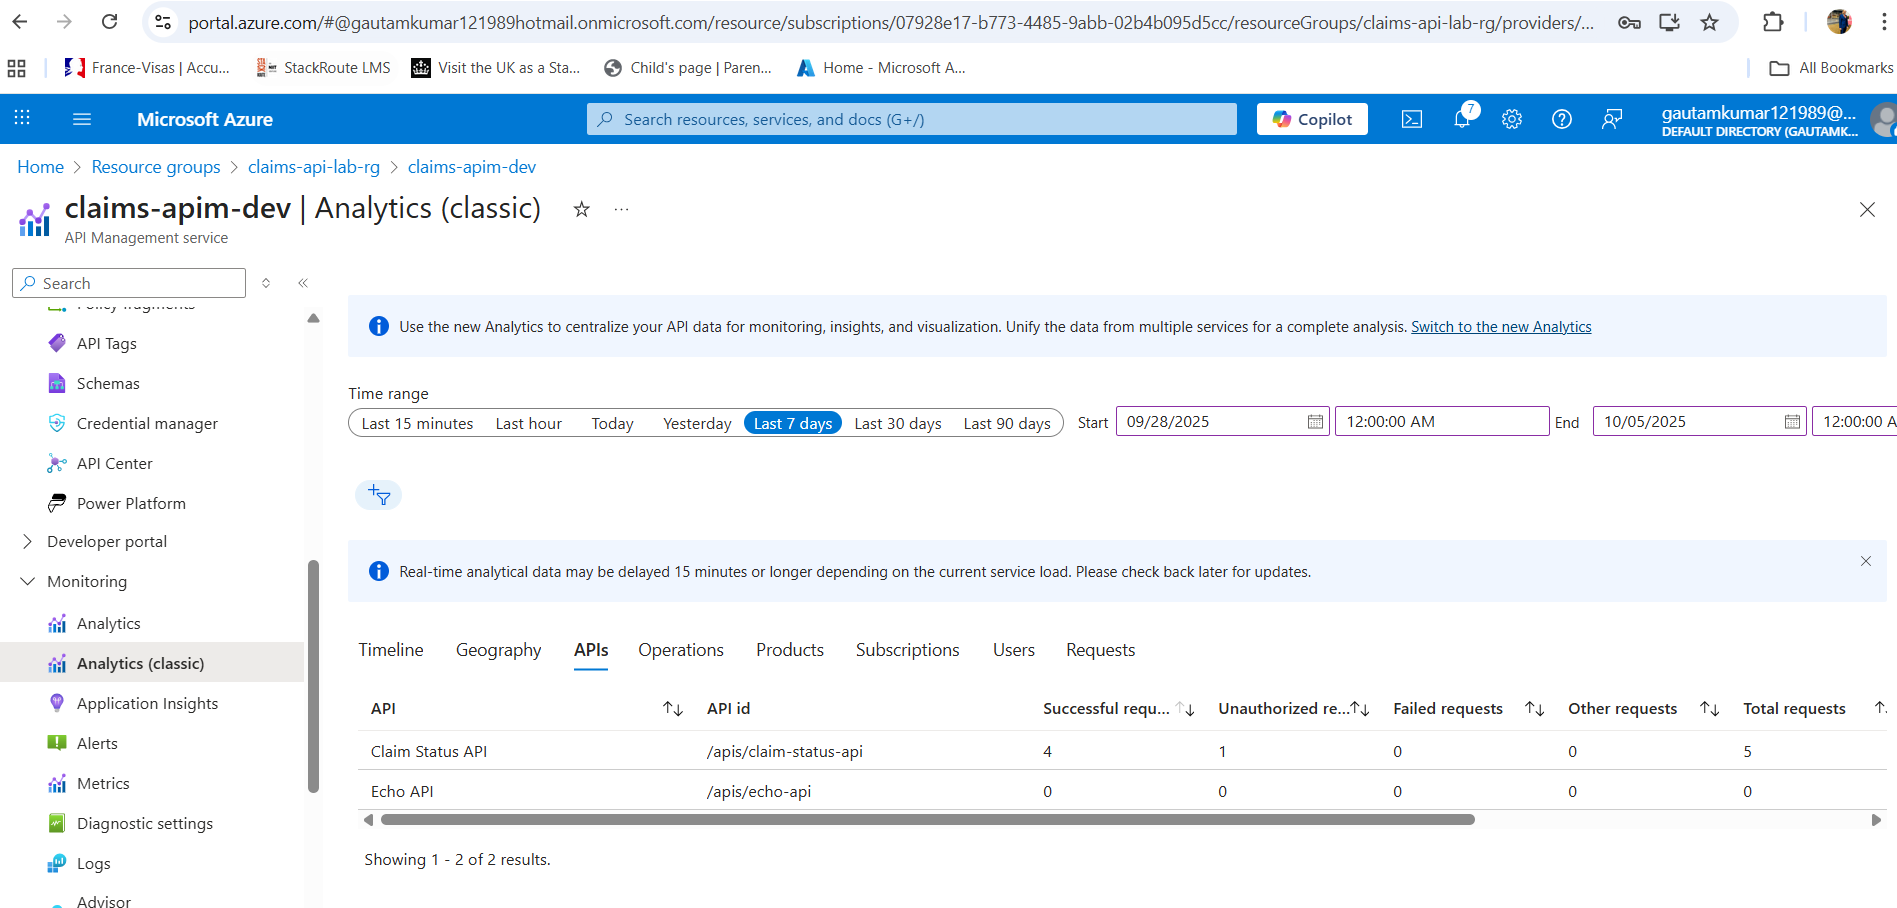 portal.azure.com/#@gautamkumar121989hotmail.onmicrosoft.com/resource/subscriptions/07928e17-b773-4485-9abb-02b4b095d5cc/resourceGroups/claims-api-lab-rg/providers/...
France-Visas | Accu... StackRoute LMS Visit the UK as a Sta... Child's page | Paren... Home - Microsoft A... All Bookmarks
Microsoft Azure Search resources, services, and docs (G+/) Copilot 7 gautamkumar121989@...
DEFAULT DIRECTORY (GAUTAMK...
Home > Resource groups > claims-api-lab-rg > claims-apim-dev
claims-apim-dev | Analytics (classic) ...
API Management service
Search
Policy fragments
API Tags
Schemas
Credential manager
API Center
Power Platform
Developer portal
Monitoring
Analytics
Analytics (classic)
Application Insights
Alerts
Metrics
Diagnostic settings
Logs
Advisor
Use the new Analytics to centralize your API data for monitoring, insights, and visualization. Unify the data from multiple services for a complete analysis. Switch to the new Analytics
Time range
Last 15 minutes Last hour Today Yesterday Last 7 days Last 30 days Last 90 days Start 09/28/2025 12:00:00 AM End 10/05/2025 12:00:00 A
Real-time analytical data may be delayed 15 minutes or longer depending on the current service load. Please check back later for updates.
Timeline Geography APIs Operations Products Subscriptions Users Requests
API API id Successful requ... Unauthorized re... Failed requests Other requests Total requests
Claim Status API /apis/claim-status-api 4 1 0 0 5
Echo API /apis/echo-api 0 0 0 0 0
Showing 1 - 2 of 2 results.